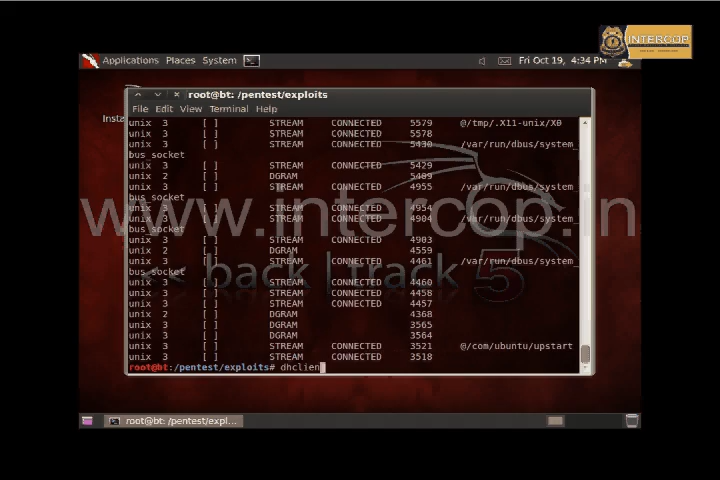 INTERCOP
Applications Places System
Fri Oct 19, 4:34 PM
root@bt: /pentest/exploits
File Edit View Terminal Help
Insta
unix 3 [ ] STREAM CONNECTED 5579 @/tmp/.X11-unix/X0
unix 3 [ ] STREAM CONNECTED 5578
unix 3 [ ] STREAM CONNECTED 5430 /var/run/dbus/system_
bus_socket
unix 3 [ ] STREAM CONNECTED 5429
unix 2 [ ] DGRAM 5409
unix 3 [ ] STREAM CONNECTED 4955 /var/run/dbus/system_
bus_socket
unix 3 [ ] STREAM CONNECTED 4954
unix 3 [ ] STREAM CONNECTED 4904 /var/run/dbus/system_
bus_socket
unix 3 [ ] STREAM CONNECTED 4903
unix 2 [ ] DGRAM 4559
unix 3 [ ] STREAM CONNECTED 4461 /var/run/dbus/system_
bus_socket
unix 3 [ ] STREAM CONNECTED 4460
unix 3 [ ] STREAM CONNECTED 4458
unix 3 [ ] STREAM CONNECTED 4457
unix 2 [ ] DGRAM 4368
unix 3 [ ] DGRAM 3565
unix 3 [ ] DGRAM 3564
unix 3 [ ] STREAM CONNECTED 3521 @/com/ubuntu/upstart
unix 3 [ ] STREAM CONNECTED 3518
root@bt:/pentest/exploits# dhclien
www.intercop.in
<< back | track 5
root@bt: /pentest/expl...